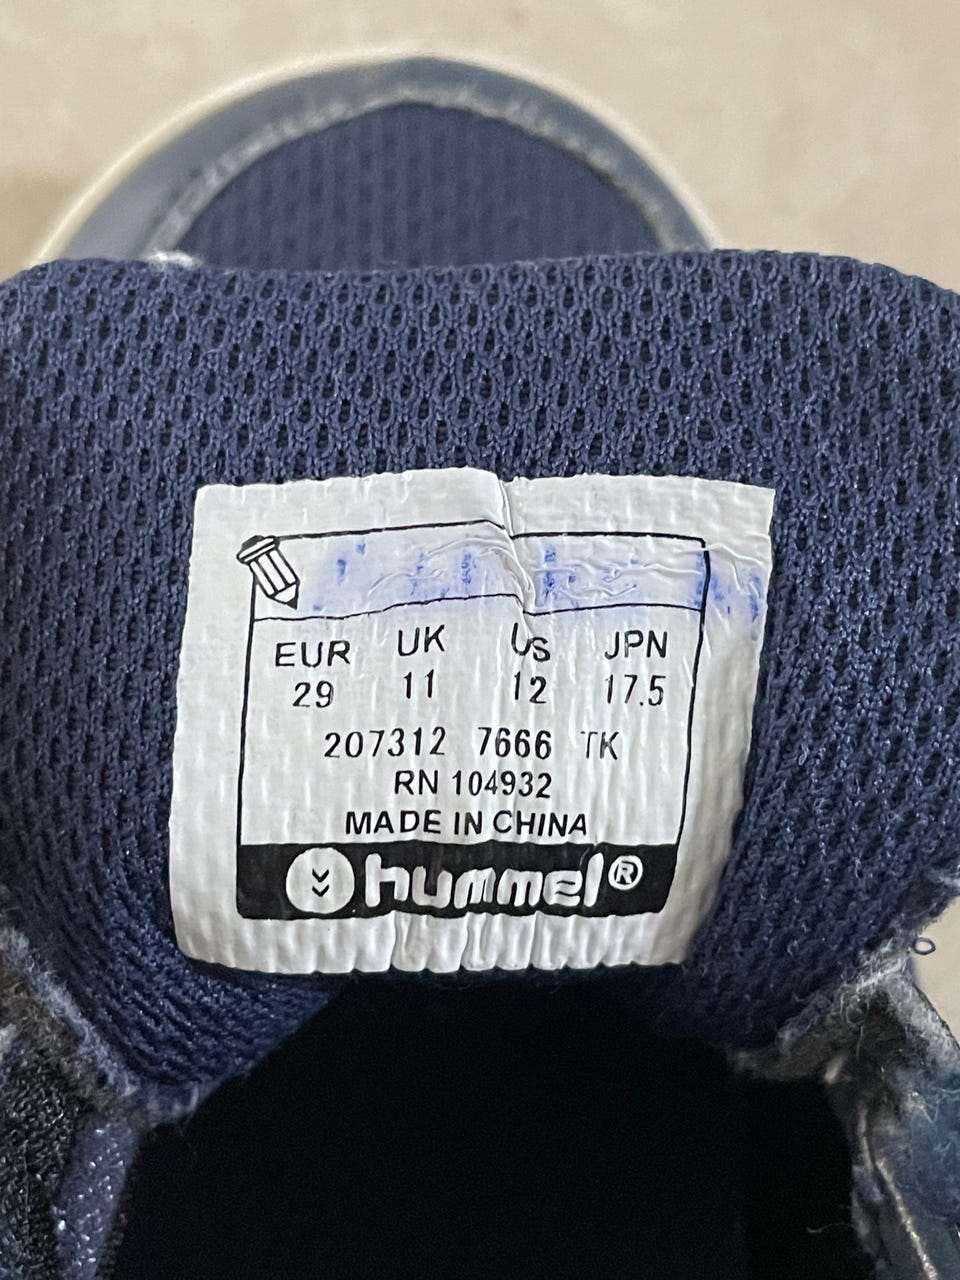 EUR UK US JPN
29 11 12 17.5
207312 7666 TK
RN 104932
MADE IN CHINA
hummel®